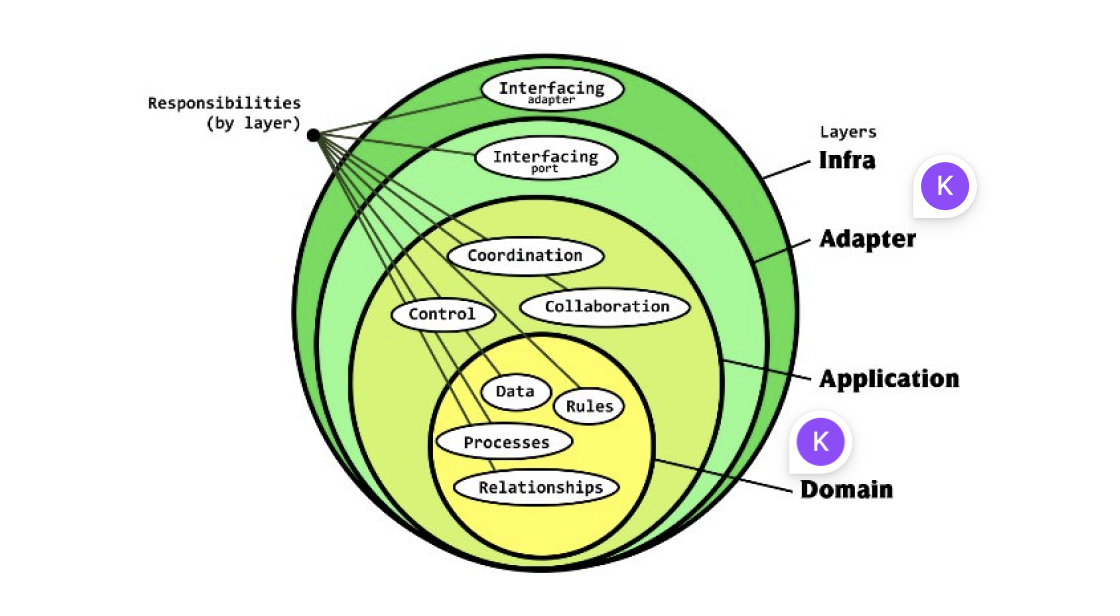 Responsibilities
(by layer)
Interfacing
adapter
Interfacing
port
Coordination
Collaboration
Control
Data
Rules
Processes
Relationships
Layers
Infra
K
Adapter
Application
K
Domain